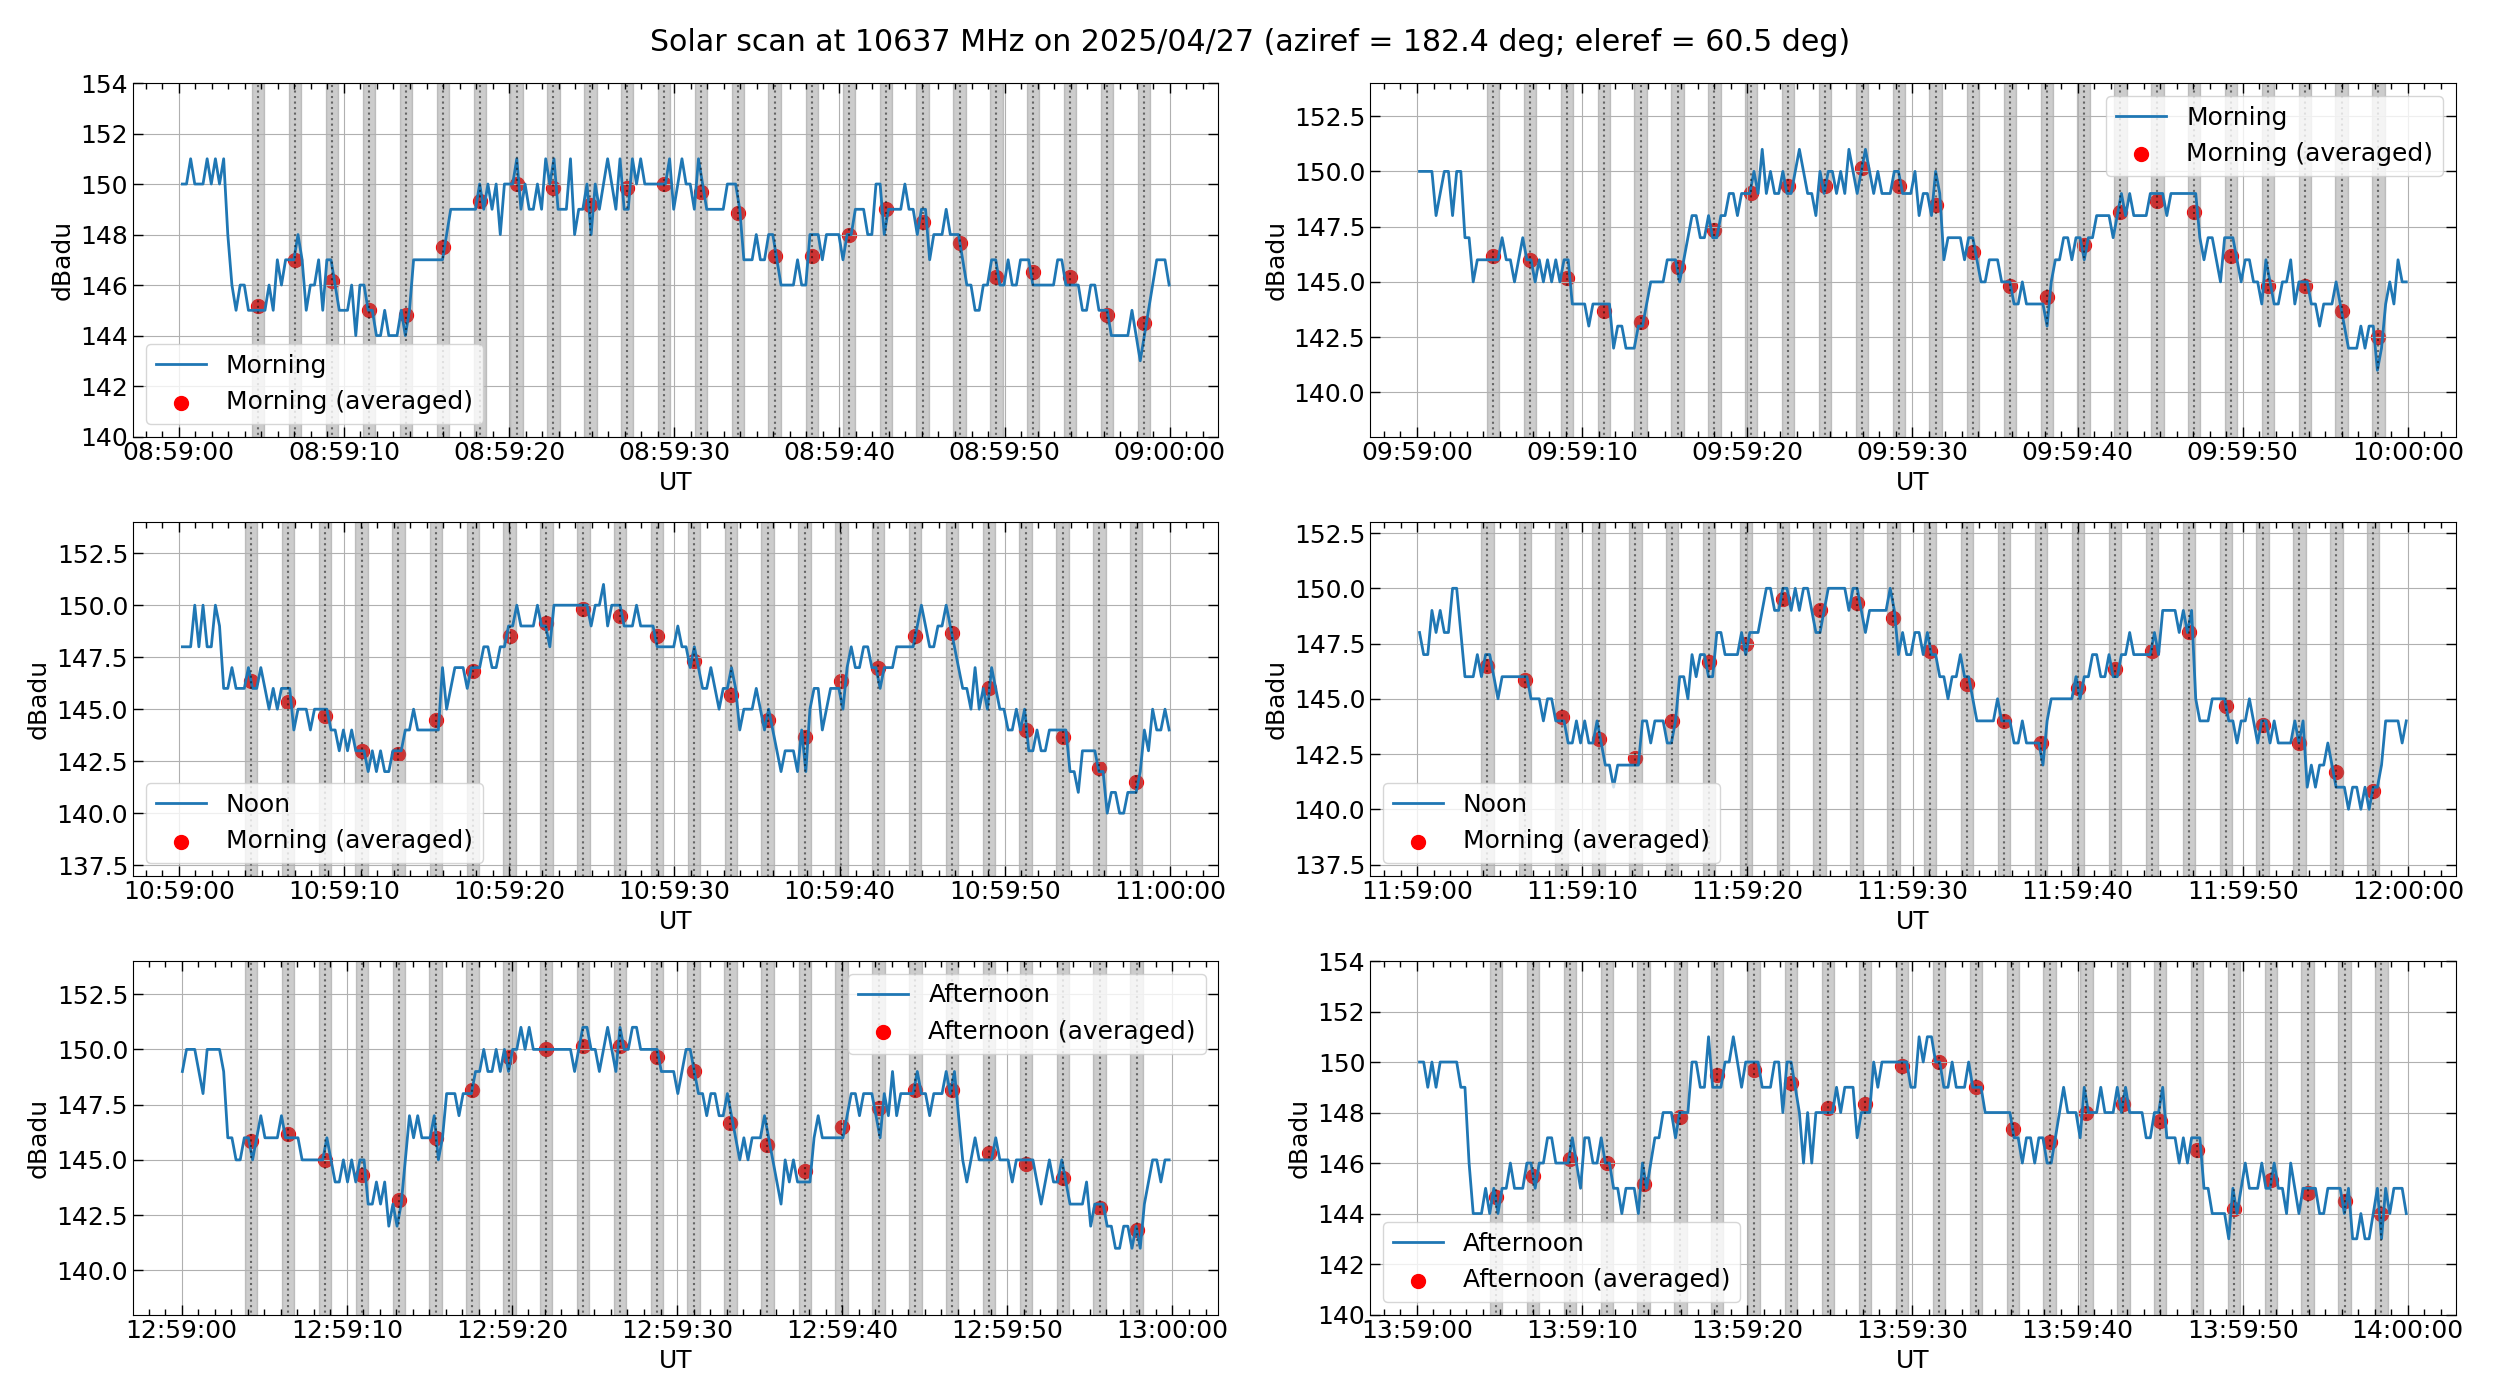 Solar scan at 10637 MHz on 2025/04/27 (aziref = 182.4 deg; eleref = 60.5 deg)
154
152
150
148
146
144
142
140
dBadu
Morning
Morning (averaged)
08:59:00 08:59:10 08:59:20 08:59:30 08:59:40 08:59:50 09:00:00
UT
152.5
150.0
147.5
145.0
142.5
140.0
dBadu
Morning
Morning (averaged)
09:59:00 09:59:10 09:59:20 09:59:30 09:59:40 09:59:50 10:00:00
UT
152.5
150.0
147.5
145.0
142.5
140.0
137.5
dBadu
Noon
Morning (averaged)
10:59:00 10:59:10 10:59:20 10:59:30 10:59:40 10:59:50 11:00:00
UT
152.5
150.0
147.5
145.0
142.5
140.0
137.5
dBadu
Noon
Morning (averaged)
11:59:00 11:59:10 11:59:20 11:59:30 11:59:40 11:59:50 12:00:00
UT
152.5
150.0
147.5
145.0
142.5
140.0
dBadu
Afternoon
Afternoon (averaged)
12:59:00 12:59:10 12:59:20 12:59:30 12:59:40 12:59:50 13:00:00
UT
154
152
150
148
146
144
142
140
dBadu
Afternoon
Afternoon (averaged)
13:59:00 13:59:10 13:59:20 13:59:30 13:59:40 13:59:50 14:00:00
UT